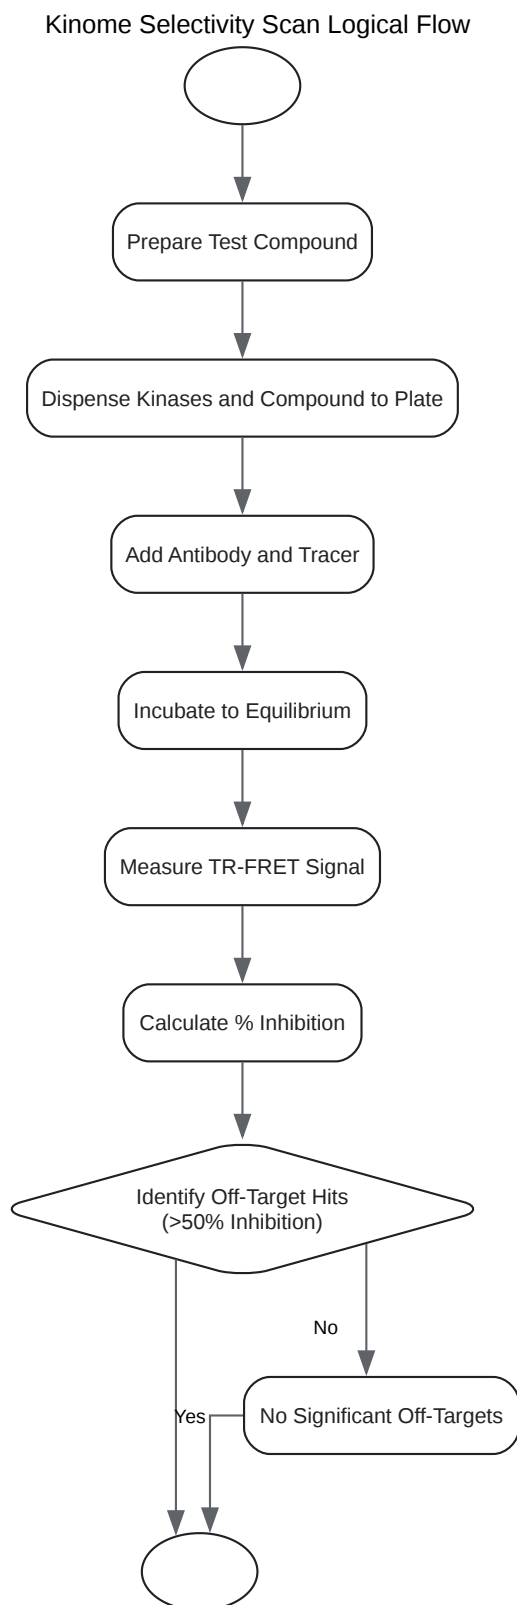 Kinome Selectivity Scan Logical Flow
Prepare Test Compound
Dispense Kinases and Compound to Plate
Add Antibody and Tracer
Incubate to Equilibrium
Measure TR-FRET Signal
Calculate % Inhibition
Identify Off-Target Hits
(>50% Inhibition)
No
Yes
No Significant Off-Targets